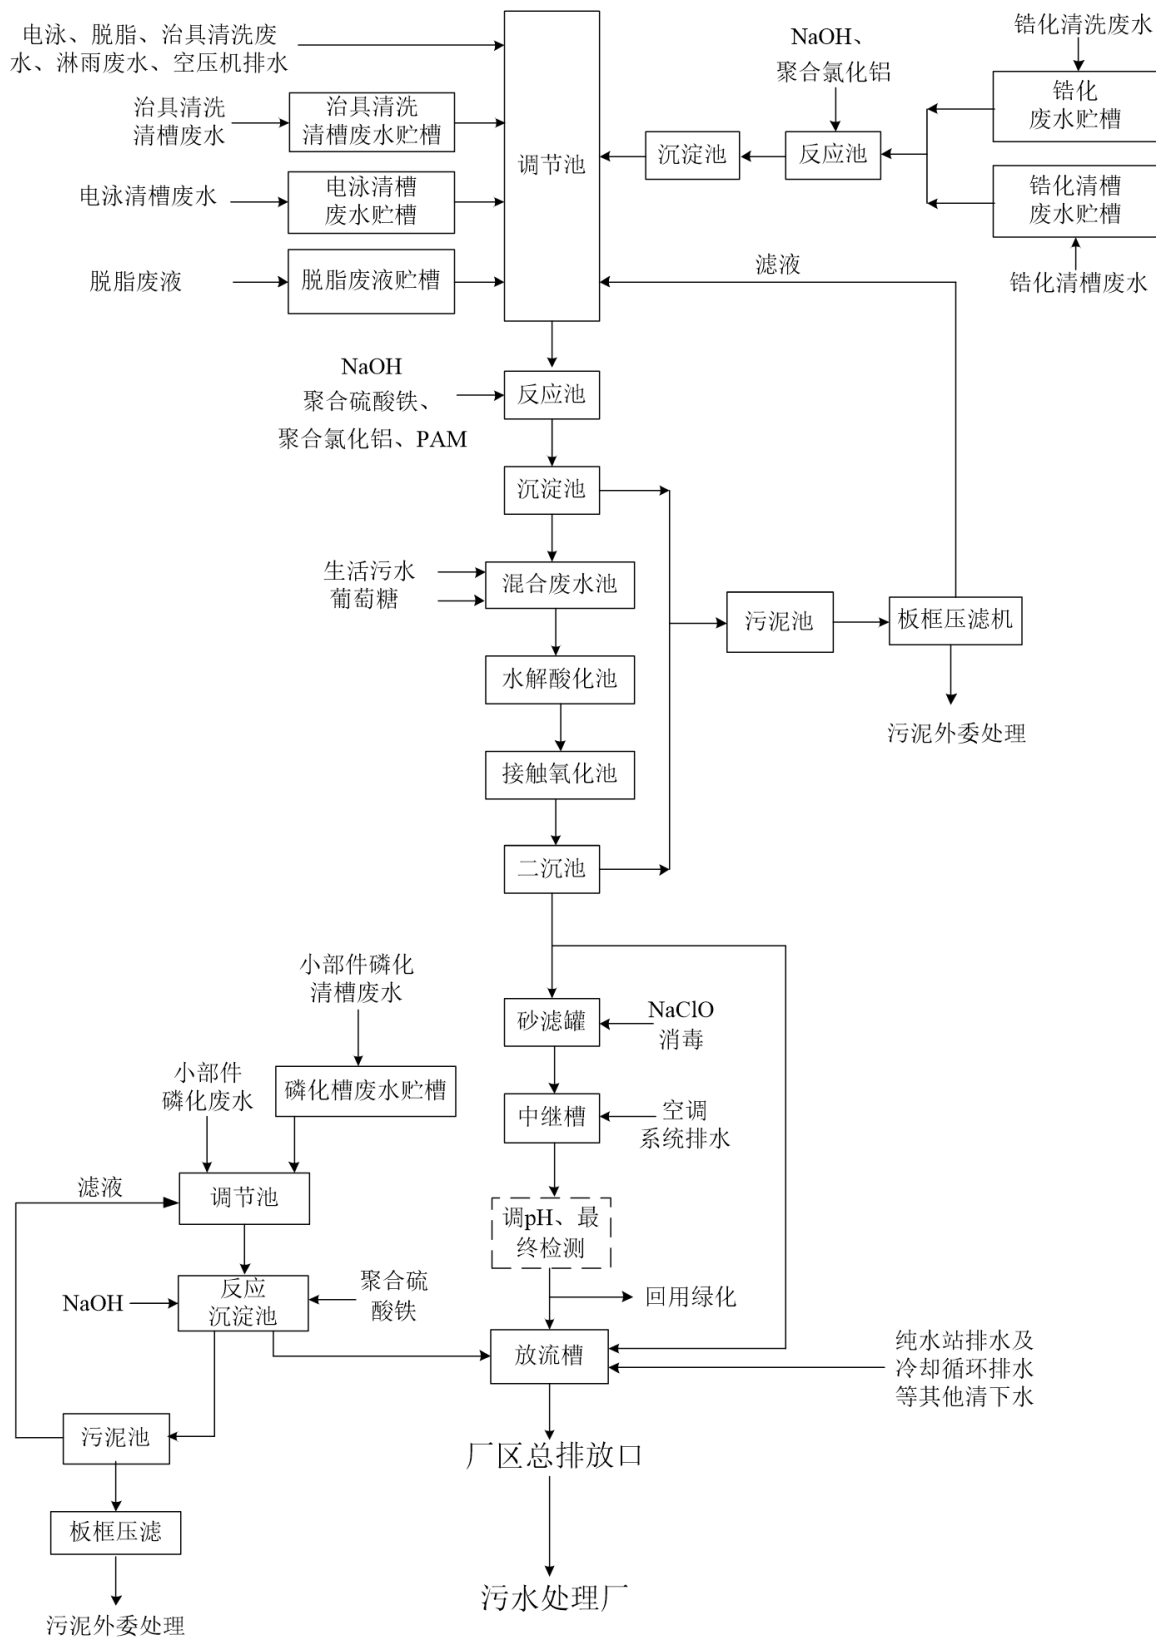 电泳、脱脂、治具清洗废
水、淋雨废水、空压机排水
治具清洗
清槽废水
治具清洗
清槽废水贮槽
电泳清槽废水
电泳清槽
废水贮槽
脱脂废液
脱脂废液贮槽
调节池
沉淀池
反应池
NaOH、
聚合氯化铝
锆化清洗废水
锆化
废水贮槽
锆化清槽
废水贮槽
锆化清槽废水
滤液
NaOH
聚合硫酸铁、
聚合氯化铝、PAM
反应池
沉淀池
生活污水
葡萄糖
混合废水池
水解酸化池
接触氧化池
二沉池
污泥池
板框压滤机
污泥外委处理
砂滤罐
NaClO
消毒
中继槽
空调
系统排水
调pH、最
终检测
回用绿化
放流槽
纯水站排水及
冷却循环排水
等其他清下水
厂区总排放口
污水处理厂
小部件磷化
清槽废水
小部件
磷化废水
磷化槽废水贮槽
滤液
调节池
NaOH
反应
沉淀池
聚合硫
酸铁
污泥池
板框压滤
污泥外委处理